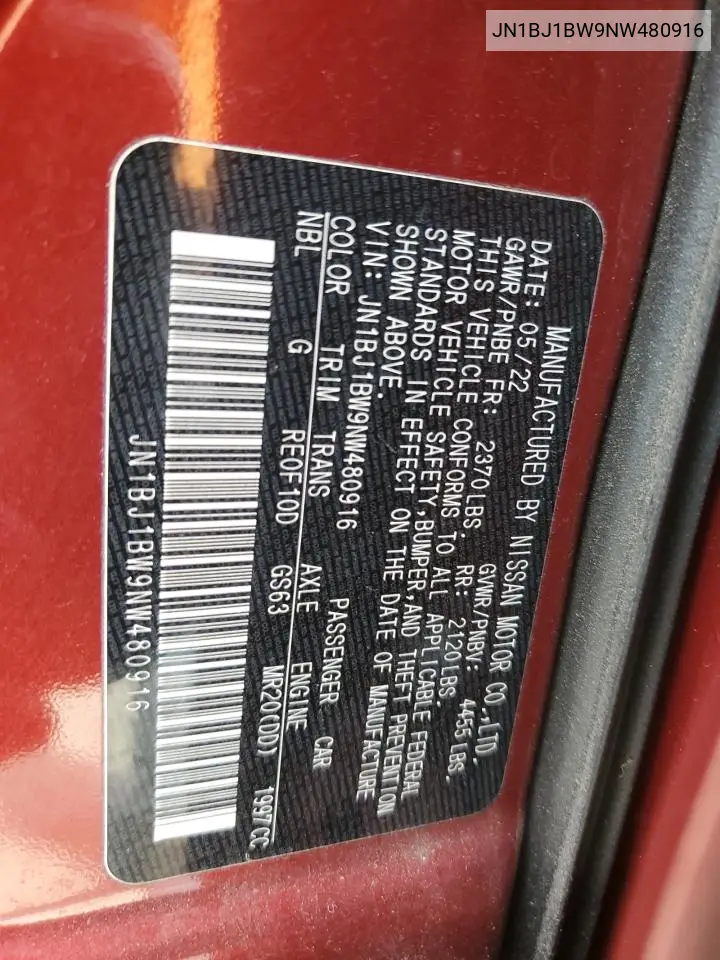 JN1BJ1BW9NW480916
MANUFACTURED BY NISSAN MOTOR CO.,LTD.
DATE: 05/22 GVWR/PNBV: 4455 LBS.
GAWR/PNBE FR: 2370LBS. RR: 2120LBS.
THIS VEHICLE CONFORMS TO ALL APPLICABLE FEDERAL
MOTOR VEHICLE SAFETY,BUMPER,AND THEFT PREVENTION
STANDARDS IN EFFECT ON THE DATE OF MANUFACTURE
SHOWN ABOVE.
VIN: JN1BJ1BW9NW480916 PASSENGER CAR
COLOR TRIM TRANS AXLE ENGINE
NBL G RE0F10D GS63 MR20(DD) 1997CC
JN1BJ1BW9NW480916